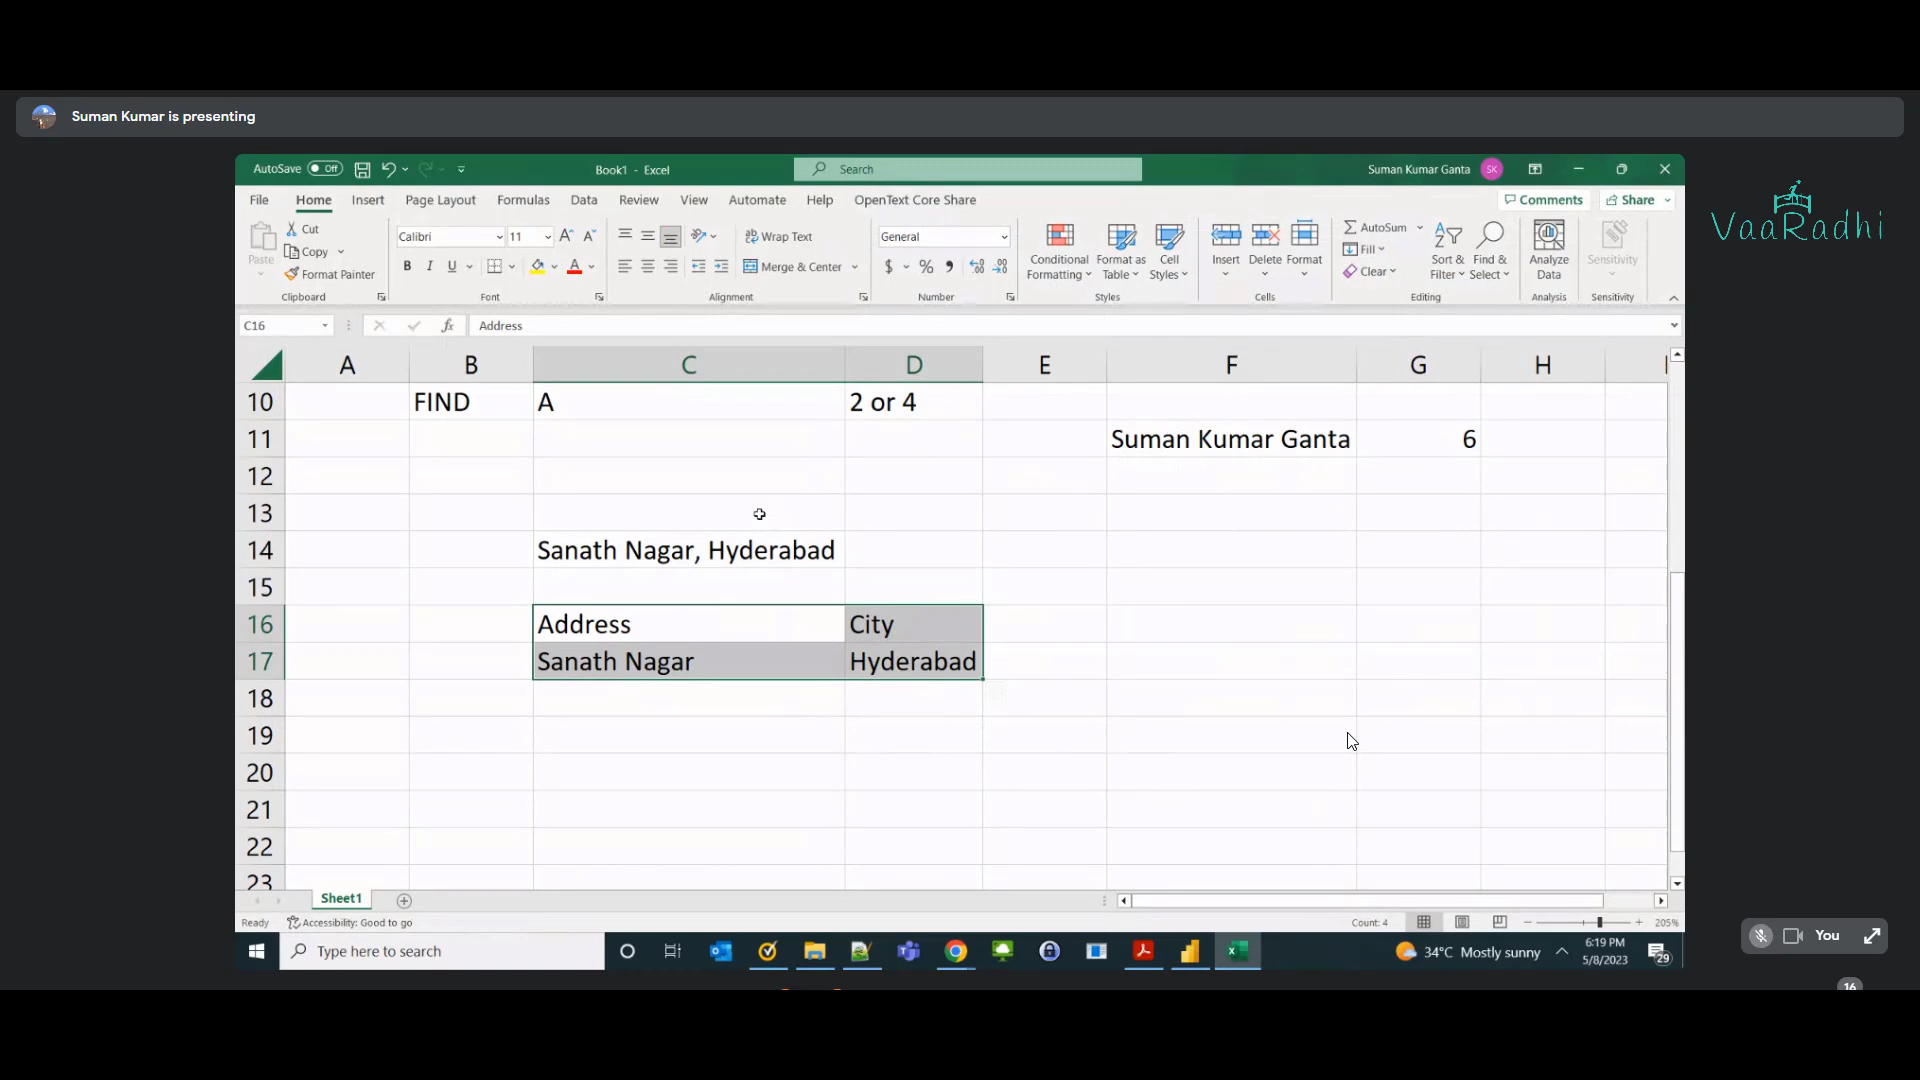 Suman Kumar is presenting
VaaRadhi
AutoSave Off Book1 - Excel Search Suman Kumar Ganta SK
File Home Insert Page Layout Formulas Data Review View Automate Help OpenText Core Share Comments Share
Paste Cut Copy Format Painter Clipboard
Calibri 11 A^ A˅ B I U A Font
ab Wrap Text Merge & Center Alignment
General $ % , Number
Conditional Formatting Format as Table Cell Styles Styles
Insert Delete Format Cells
AutoSum Fill Clear Sort & Filter Find & Select Editing
Analyze Data Analysis
Sensitivity Sensitivity
C16 fx Address
A B C D E F G H
10 FIND A 2 or 4
11 Suman Kumar Ganta 6
12
13
14 Sanath Nagar, Hyderabad
15
16 Address City
17 Sanath Nagar Hyderabad
18
19
20
21
22
23
Sheet1
Ready Accessibility: Good to go Count: 4 205%
Type here to search 34°C Mostly sunny 6:19 PM
5/8/2023 29
You
16